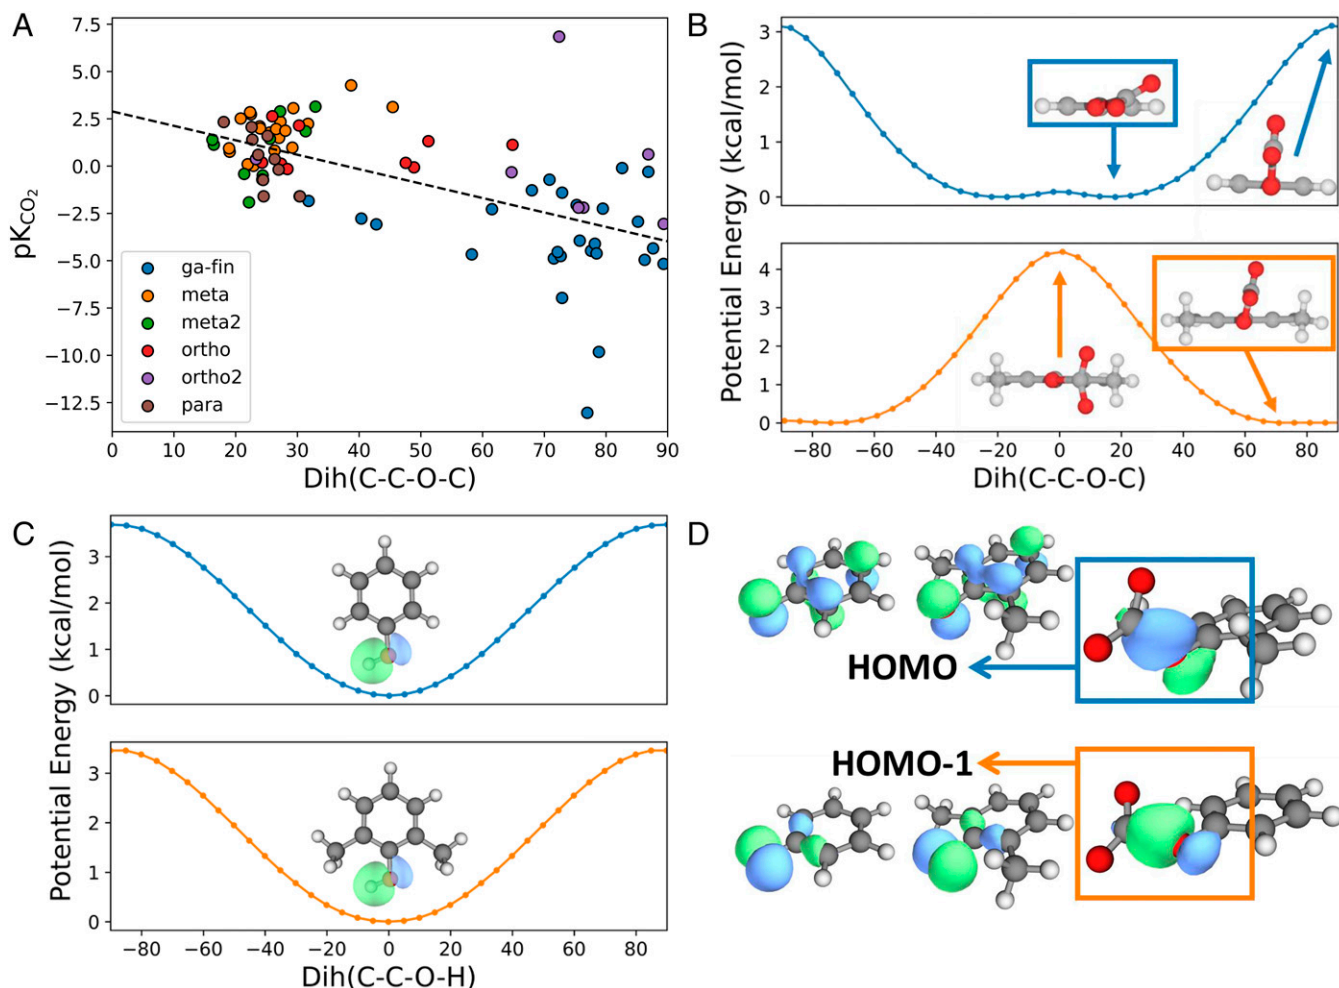 A
7.5
5.0
2.5
0.0
−2.5
−5.0
−7.5
−10.0
−12.5
pKCO2
ga-fin
meta
meta2
ortho
ortho2
para
0 10 20 30 40 50 60 70 80 90
Dih(C-C-O-C)
B
3
2
1
0
4
3
2
1
0
Potential Energy (kcal/mol)
−80 −60 −40 −20 0 20 40 60 80
Dih(C-C-O-C)
C
3
2
1
0
3
2
1
0
Potential Energy (kcal/mol)
−80 −60 −40 −20 0 20 40 60 80
Dih(C-C-O-H)
D
HOMO
HOMO-1